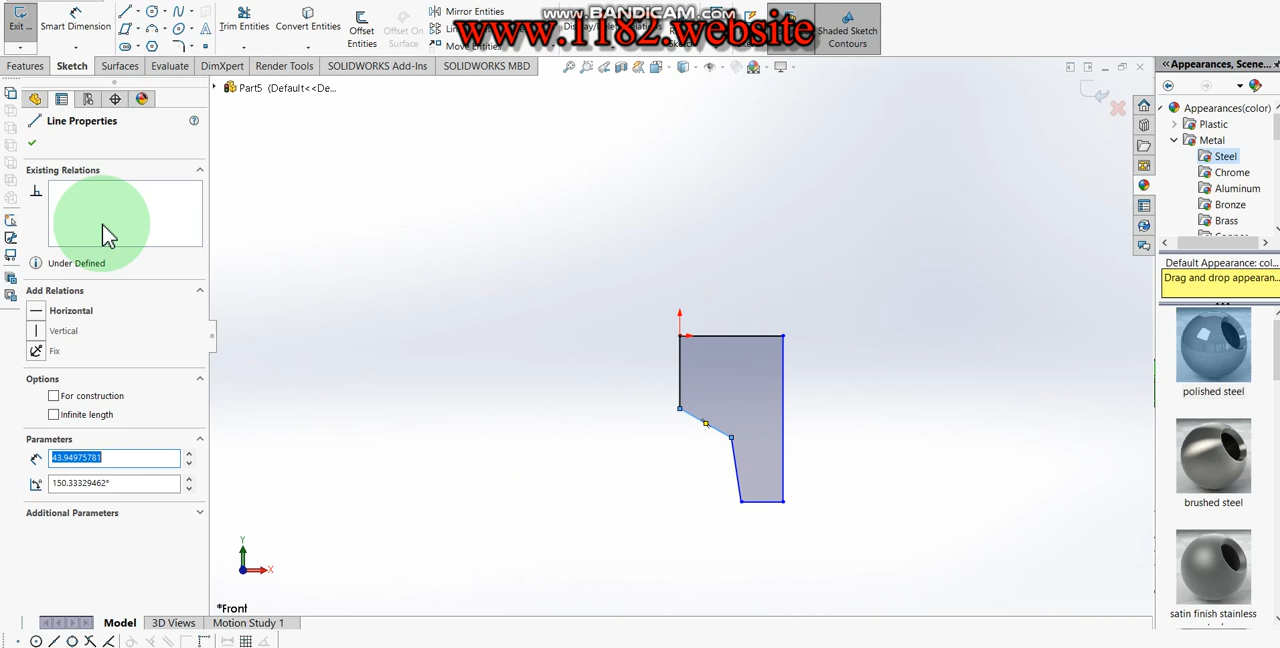 www.BANDICAM.com
www.1182.website
Exit ...
Smart Dimension
Trim Entities
Convert Entities
Offset
Entities
Offset On
Surface
Mirror Entities
Move Entities
Shaded Sketch
Contours
Features
Sketch
Surfaces
Evaluate
DimXpert
Render Tools
SOLIDWORKS Add-Ins
SOLIDWORKS MBD
Part5 (Default<<De...
Line Properties
Existing Relations
Under Defined
Add Relations
Horizontal
Vertical
Fix
Options
For construction
Infinite length
Parameters
43.94975781
150.33329462°
Additional Parameters
Y
X
*Front
Model
3D Views
Motion Study 1
Appearances, Scene...
Appearances(color)
Plastic
Metal
Steel
Chrome
Aluminum
Bronze
Brass
Default Appearance: col...
Drag and drop appearan...
polished steel
brushed steel
satin finish stainless